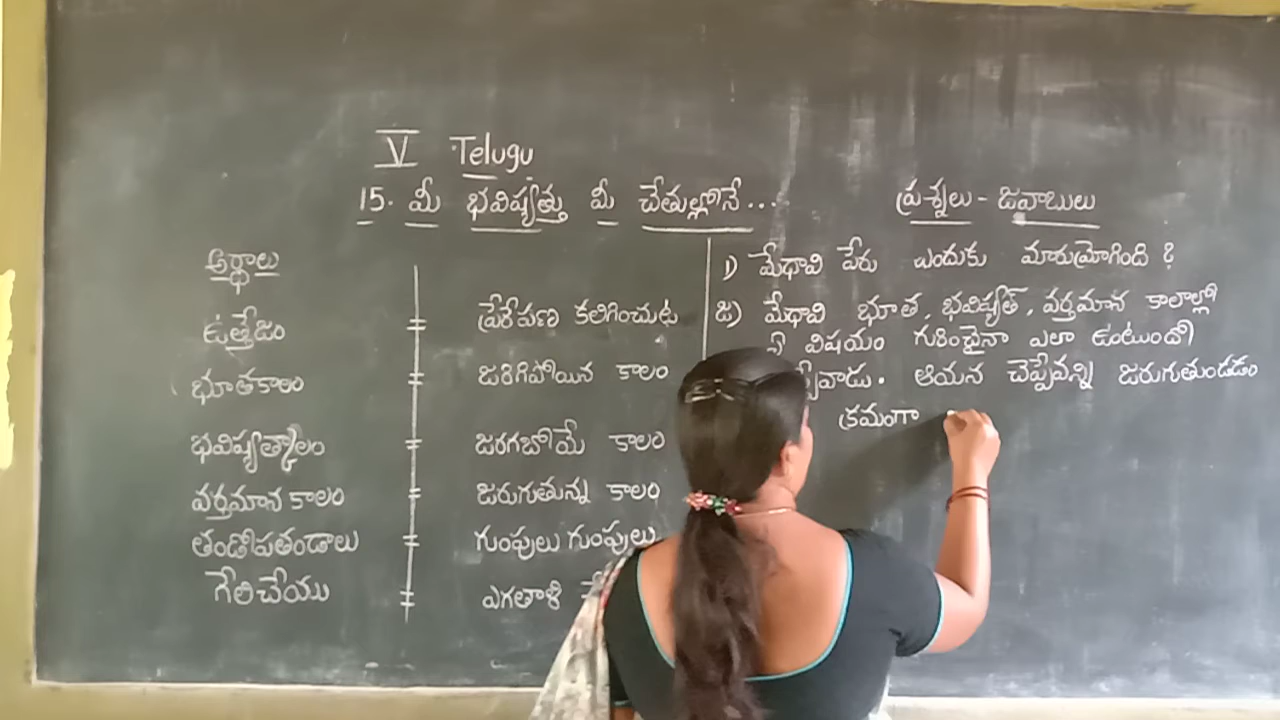 V Telugu
15. మీ భవిష్యత్తు మీ చేతుల్లోనే...
అర్థాలు
ఉత్తేజం = ప్రేరేపణ కలిగించుట
భూతకాలం = జరిగిపోయిన కాలం
భవిష్యత్కాలం = జరగబోయే కాలం
వర్తమాన కాలం = జరుగుతున్న కాలం
తండోపతండాలు = గుంపులు గుంపులు
గేలిచేయు = ఎగతాళి
ప్రశ్నలు - జవాబులు
1) మేధావి పేరు ఎందుకు మారుమ్రోగింది ?
జ) మేధావి భూత, భవిష్యత్, వర్తమాన కాలాల్లో
ఏ విషయం గురించైనా ఎలా ఉంటుందో
ఆయన చెప్పేవన్ని జరుగుతుండడం
క్రమంగా